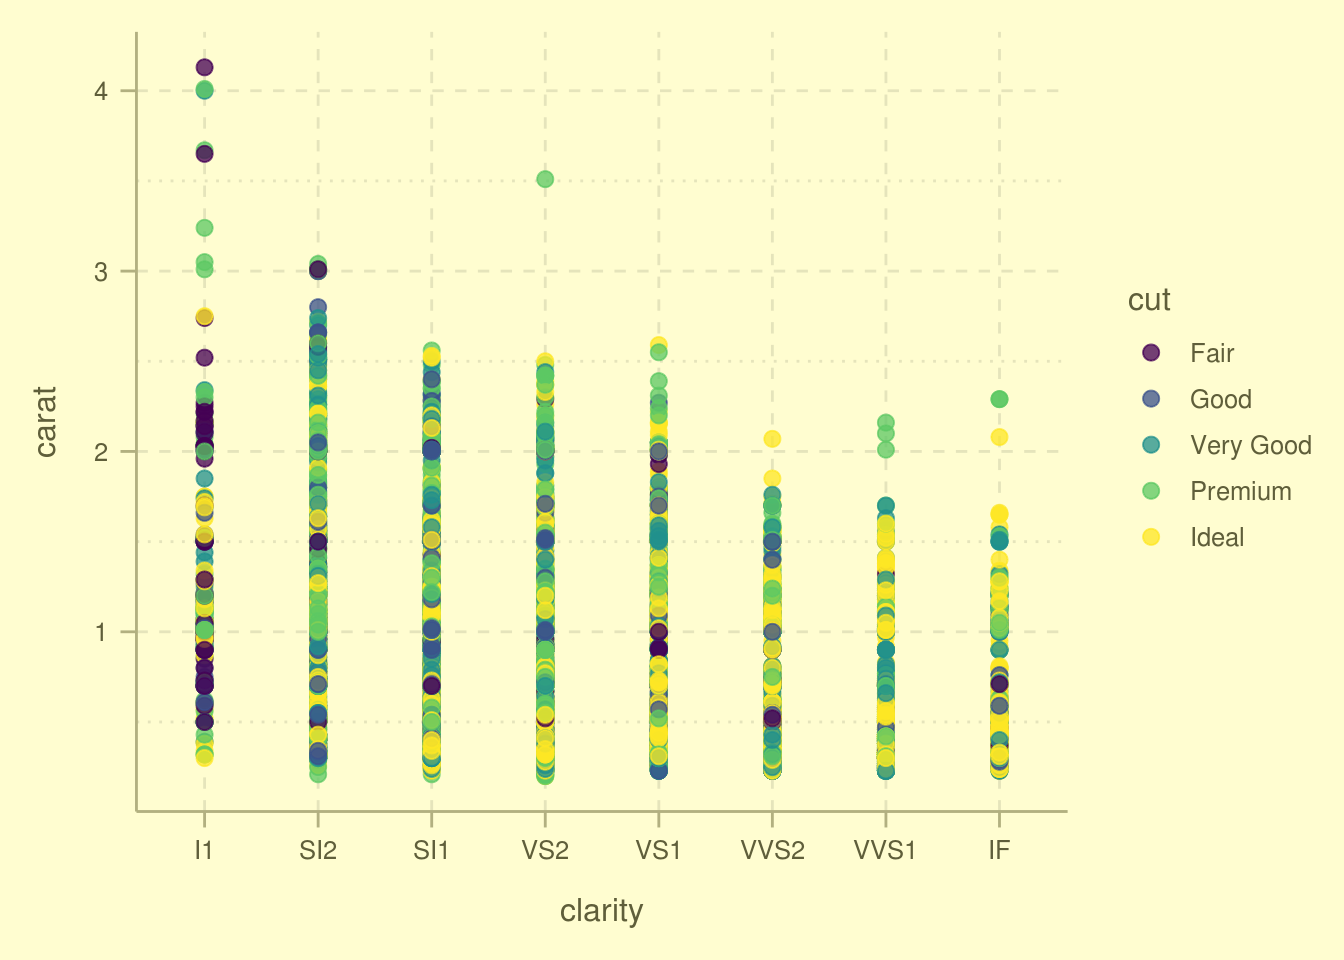 4
3
2
1
carat
I1 SI2 SI1 VS2 VS1 VVS2 VVS1 IF
clarity
cut
Fair
Good
Very Good
Premium
Ideal